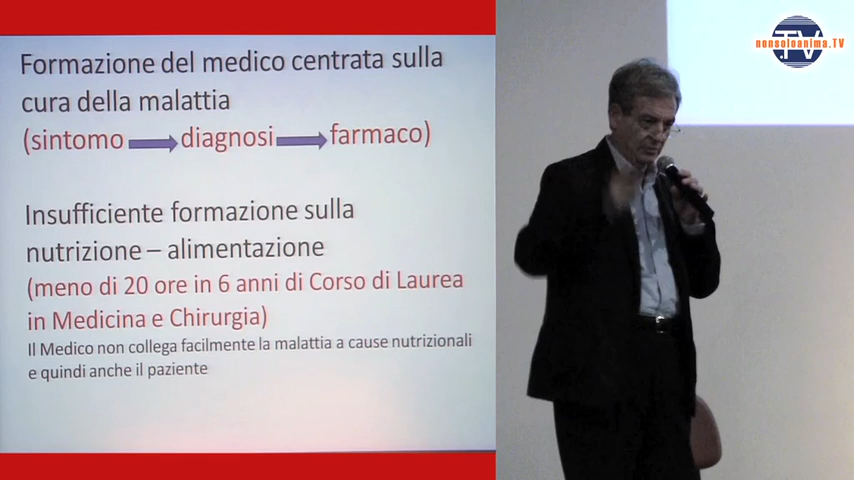 Formazione del medico centrata sulla
cura della malattia
(sintomo diagnosi farmaco)
Insufficiente formazione sulla
nutrizione – alimentazione
(meno di 20 ore in 6 anni di Corso di Laurea
in Medicina e Chirurgia)
Il Medico non collega facilmente la malattia a cause nutrizionali
e quindi anche il paziente
.TV
nonsoloanima.TV